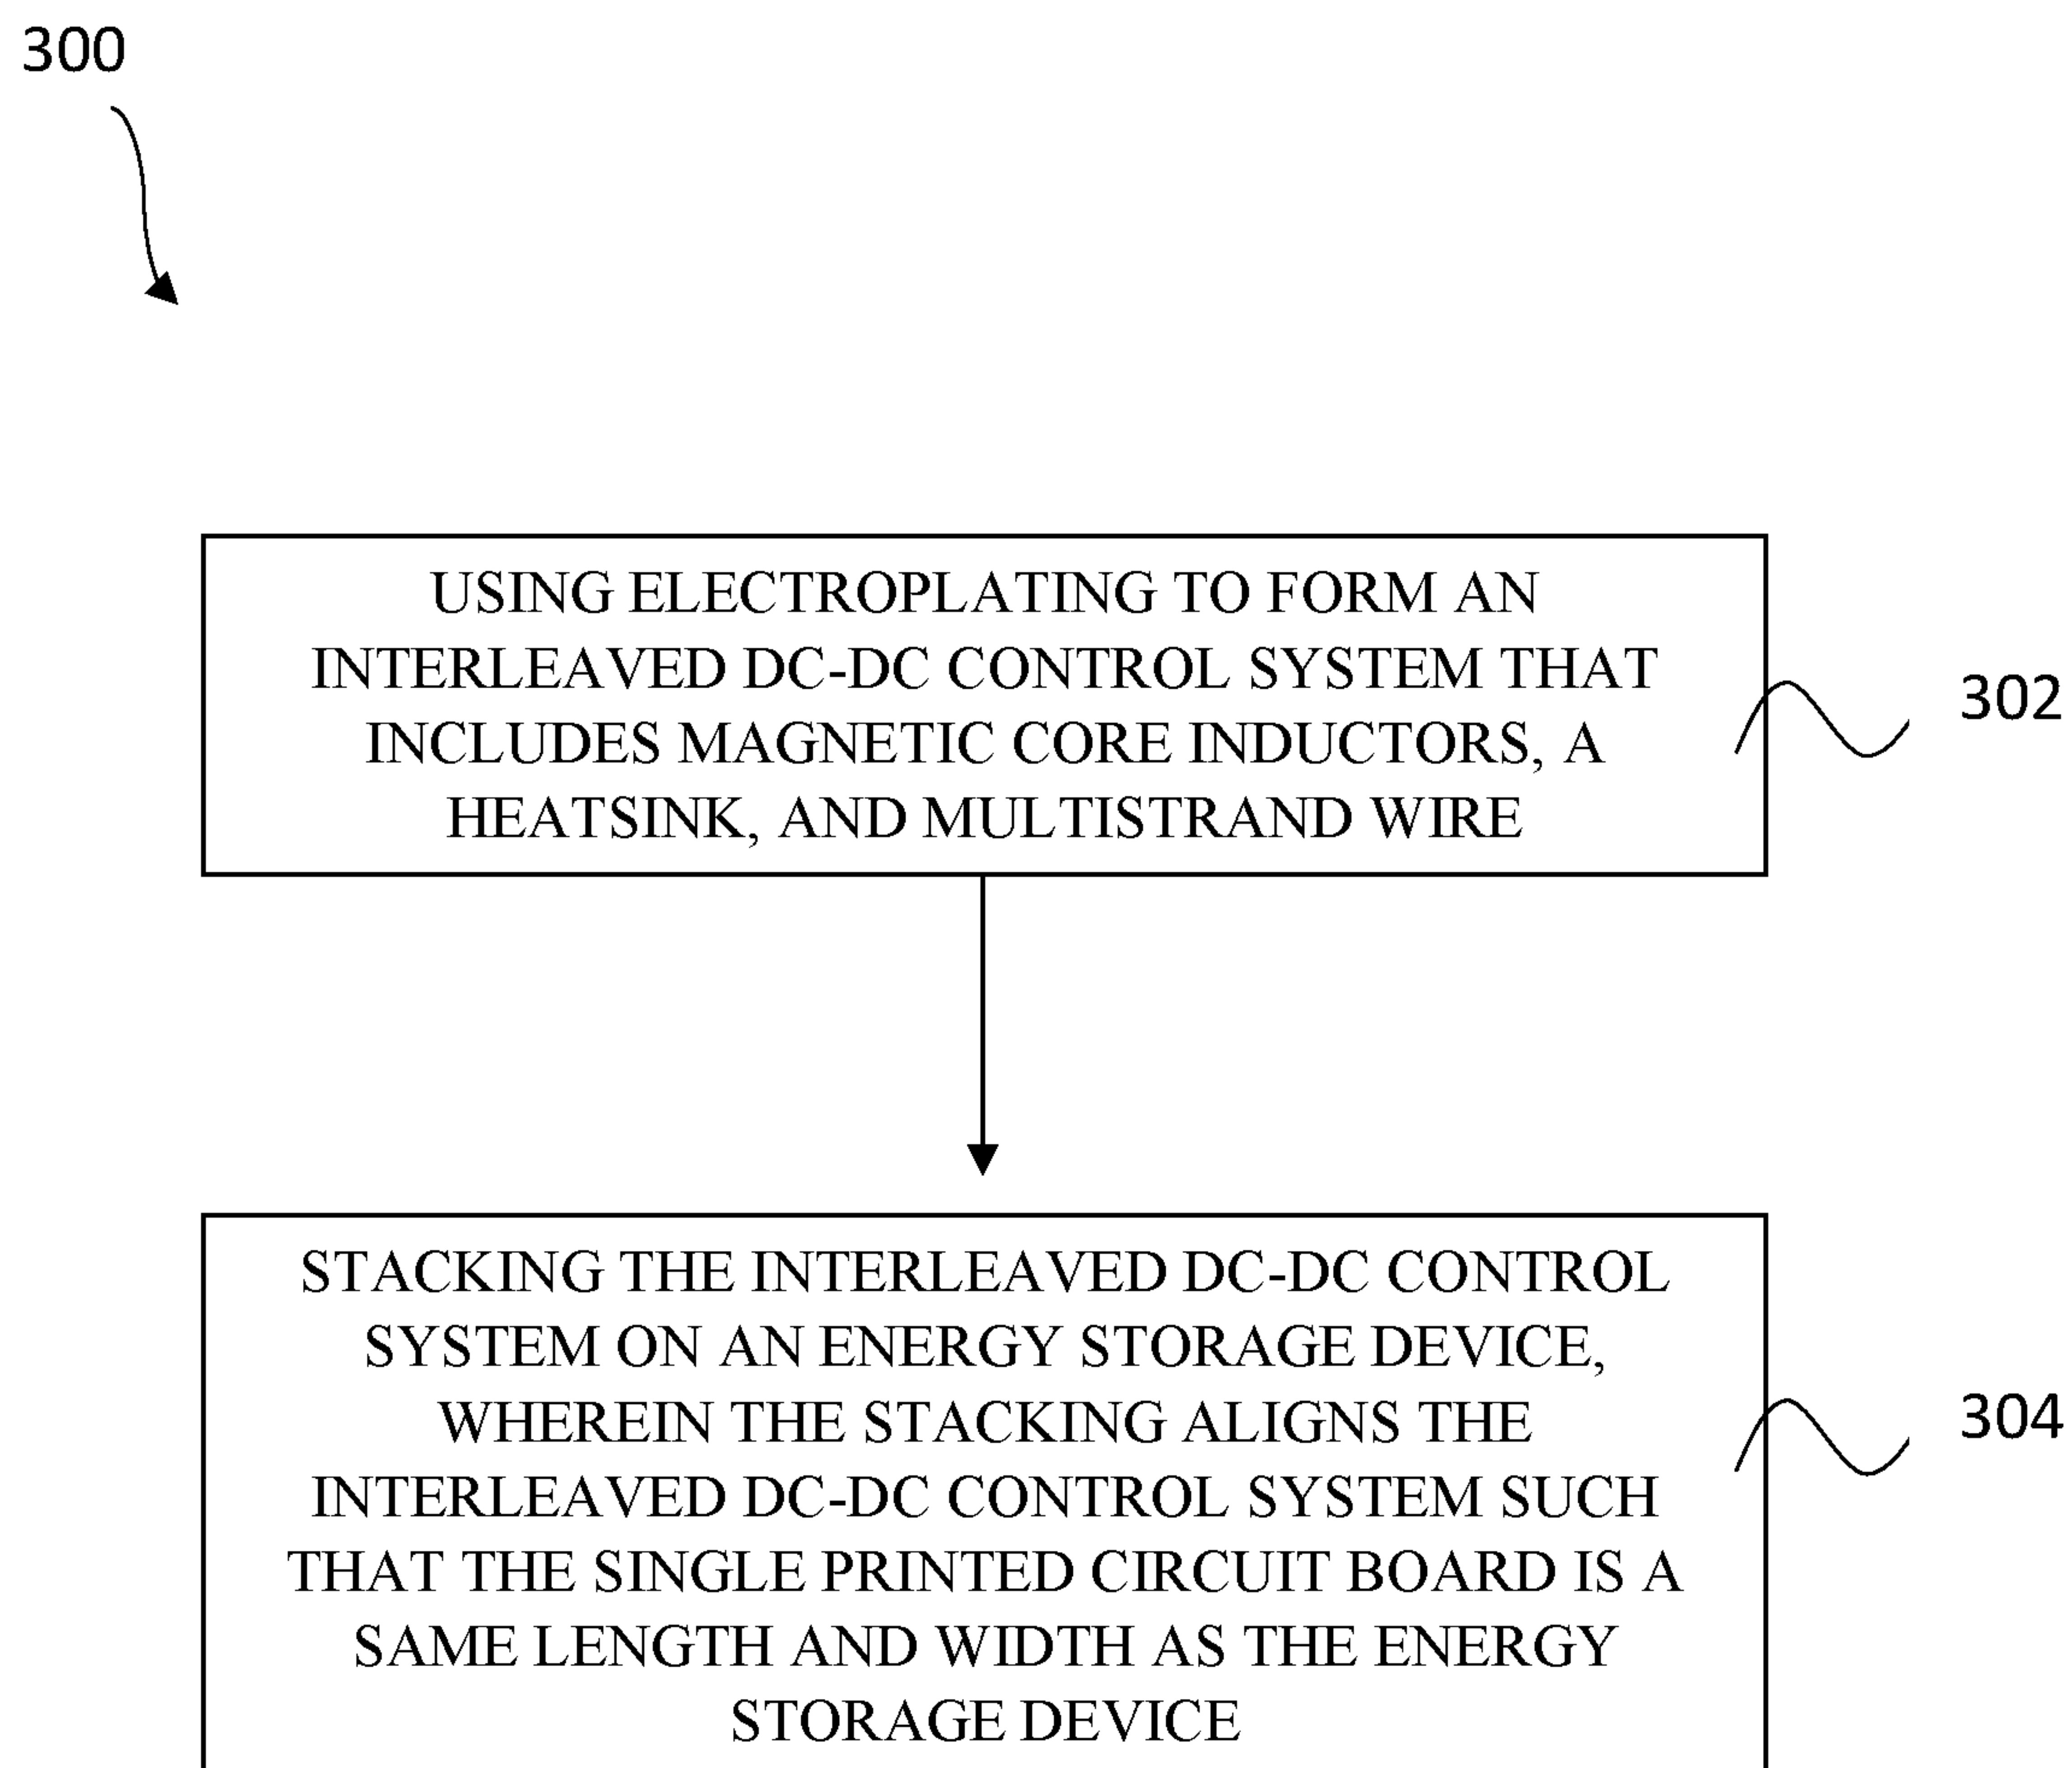 300
USING ELECTROPLATING TO FORM AN
INTERLEAVED DC-DC CONTROL SYSTEM THAT
INCLUDES MAGNETIC CORE INDUCTORS, A
HEATSINK, AND MULTISTRAND WIRE
302
STACKING THE INTERLEAVED DC-DC CONTROL
SYSTEM ON AN ENERGY STORAGE DEVICE,
WHEREIN THE STACKING ALIGNS THE
INTERLEAVED DC-DC CONTROL SYSTEM SUCH
THAT THE SINGLE PRINTED CIRCUIT BOARD IS A
SAME LENGTH AND WIDTH AS THE ENERGY
STORAGE DEVICE
304